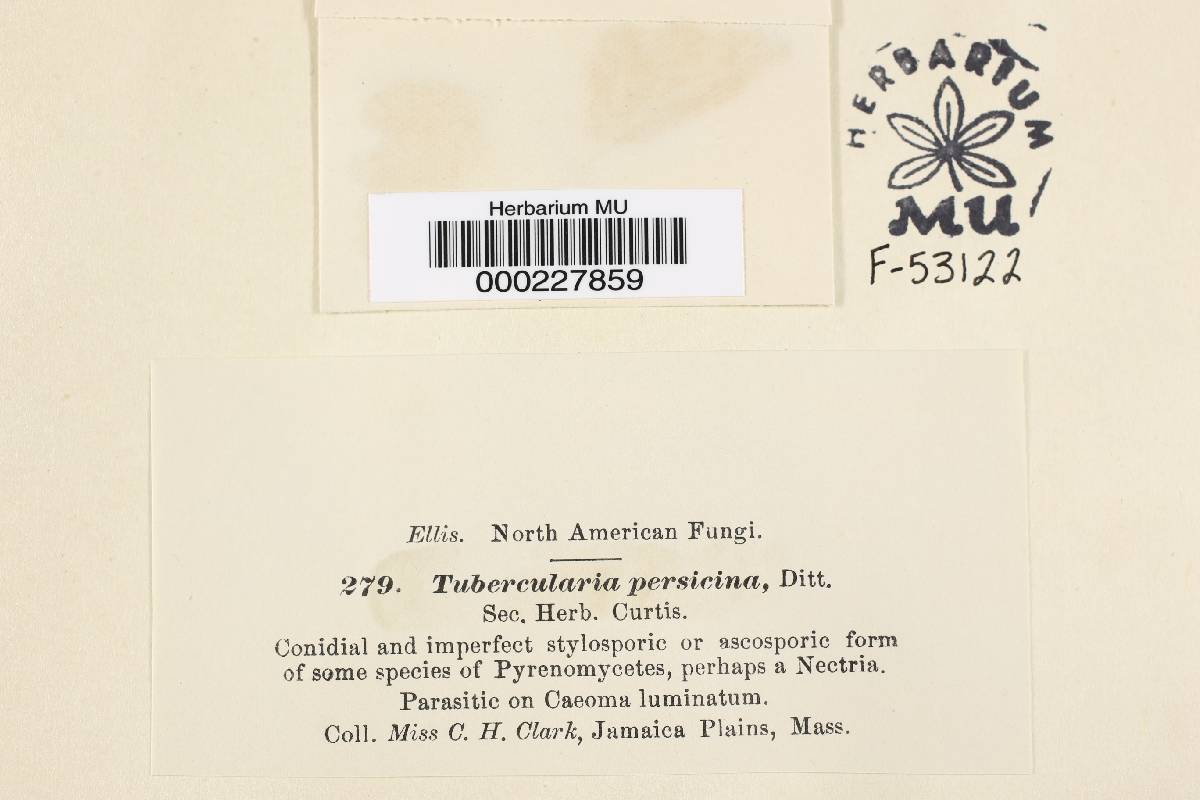 Herbarium MU
000227859
HERBARIUM
MU
F-53122
Ellis. North American Fungi.
279. Tubercularia persicina, Ditt.
Sec. Herb. Curtis.
Conidial and imperfect stylosporic or ascosporic form
of some species of Pyrenomycetes, perhaps a Nectria.
Parasitic on Caeoma luminatum.
Coll. Miss C. H. Clark, Jamaica Plains, Mass.